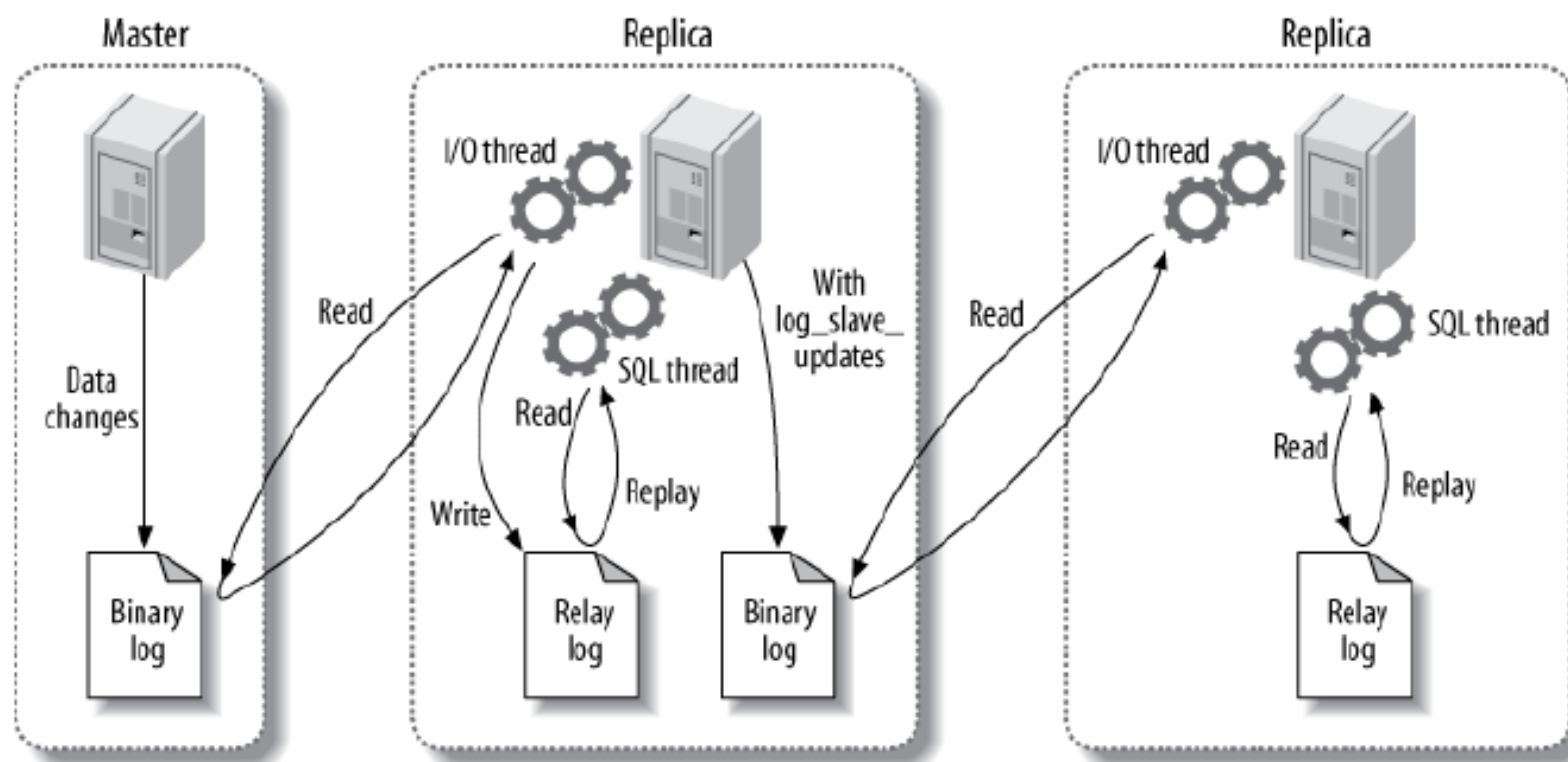 Master
Replica
Replica
I/O thread
I/O thread
Read
With
log_slave_
updates
Read
SQL thread
SQL thread
Data
changes
Read
Read
Write
Replay
Replay
Binary
log
Relay
log
Binary
log
Relay
log